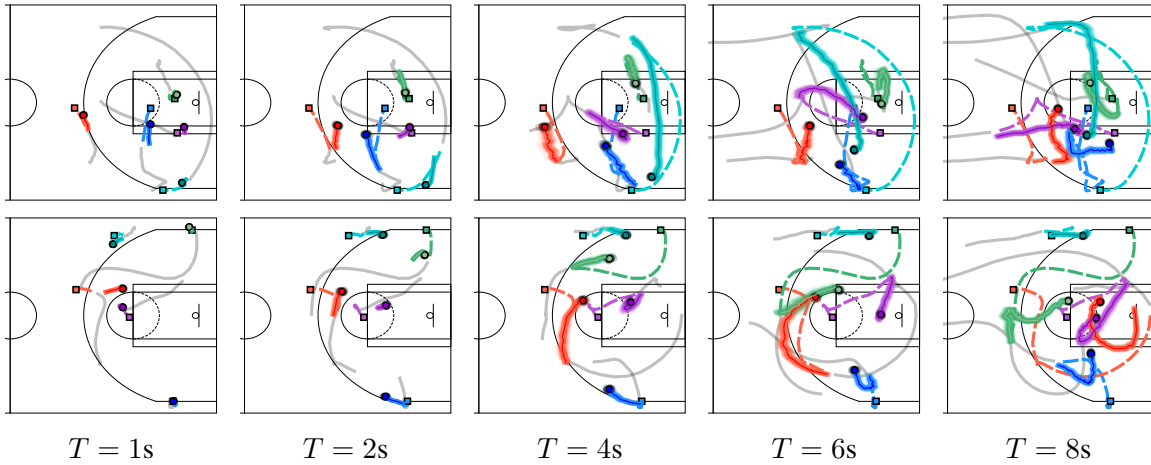 T = 1s T = 2s T = 4s T = 6s T = 8s